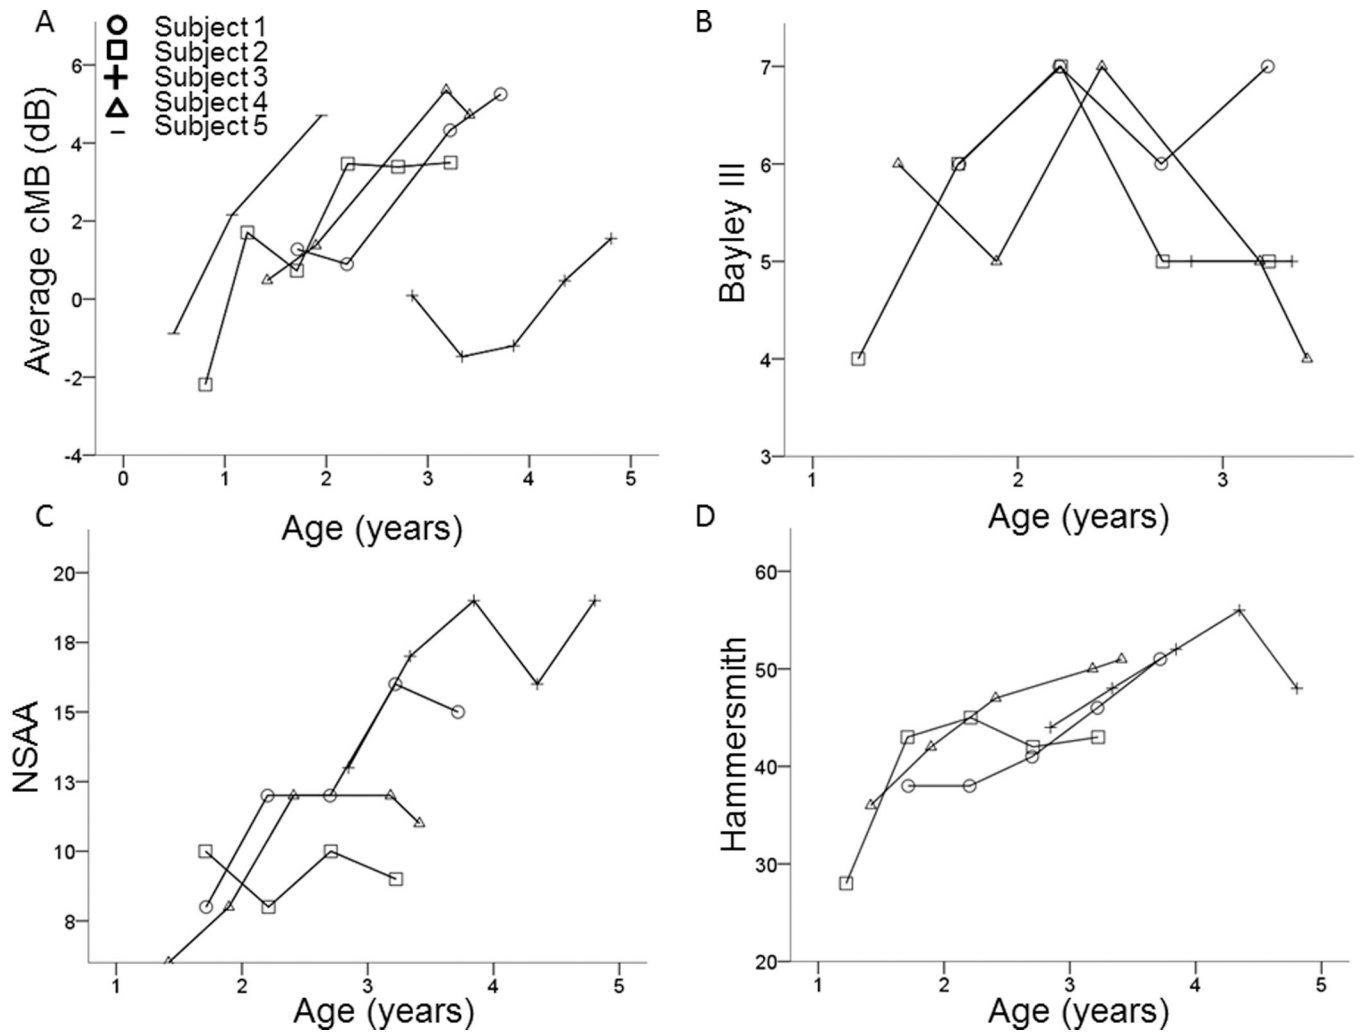 A
Subject 1
Subject 2
Subject 3
Subject 4
Subject 5
Average cMB (dB)
6
4
2
0
-2
-4
0 1 2 3 4 5
Age (years)
B
Bayley III
7
6
5
4
3
1 2 3
Age (years)
C
NSAA
20
18
15
13
10
8
1 2 3 4 5
Age (years)
D
Hammersmith
60
50
40
30
20
1 2 3 4 5
Age (years)